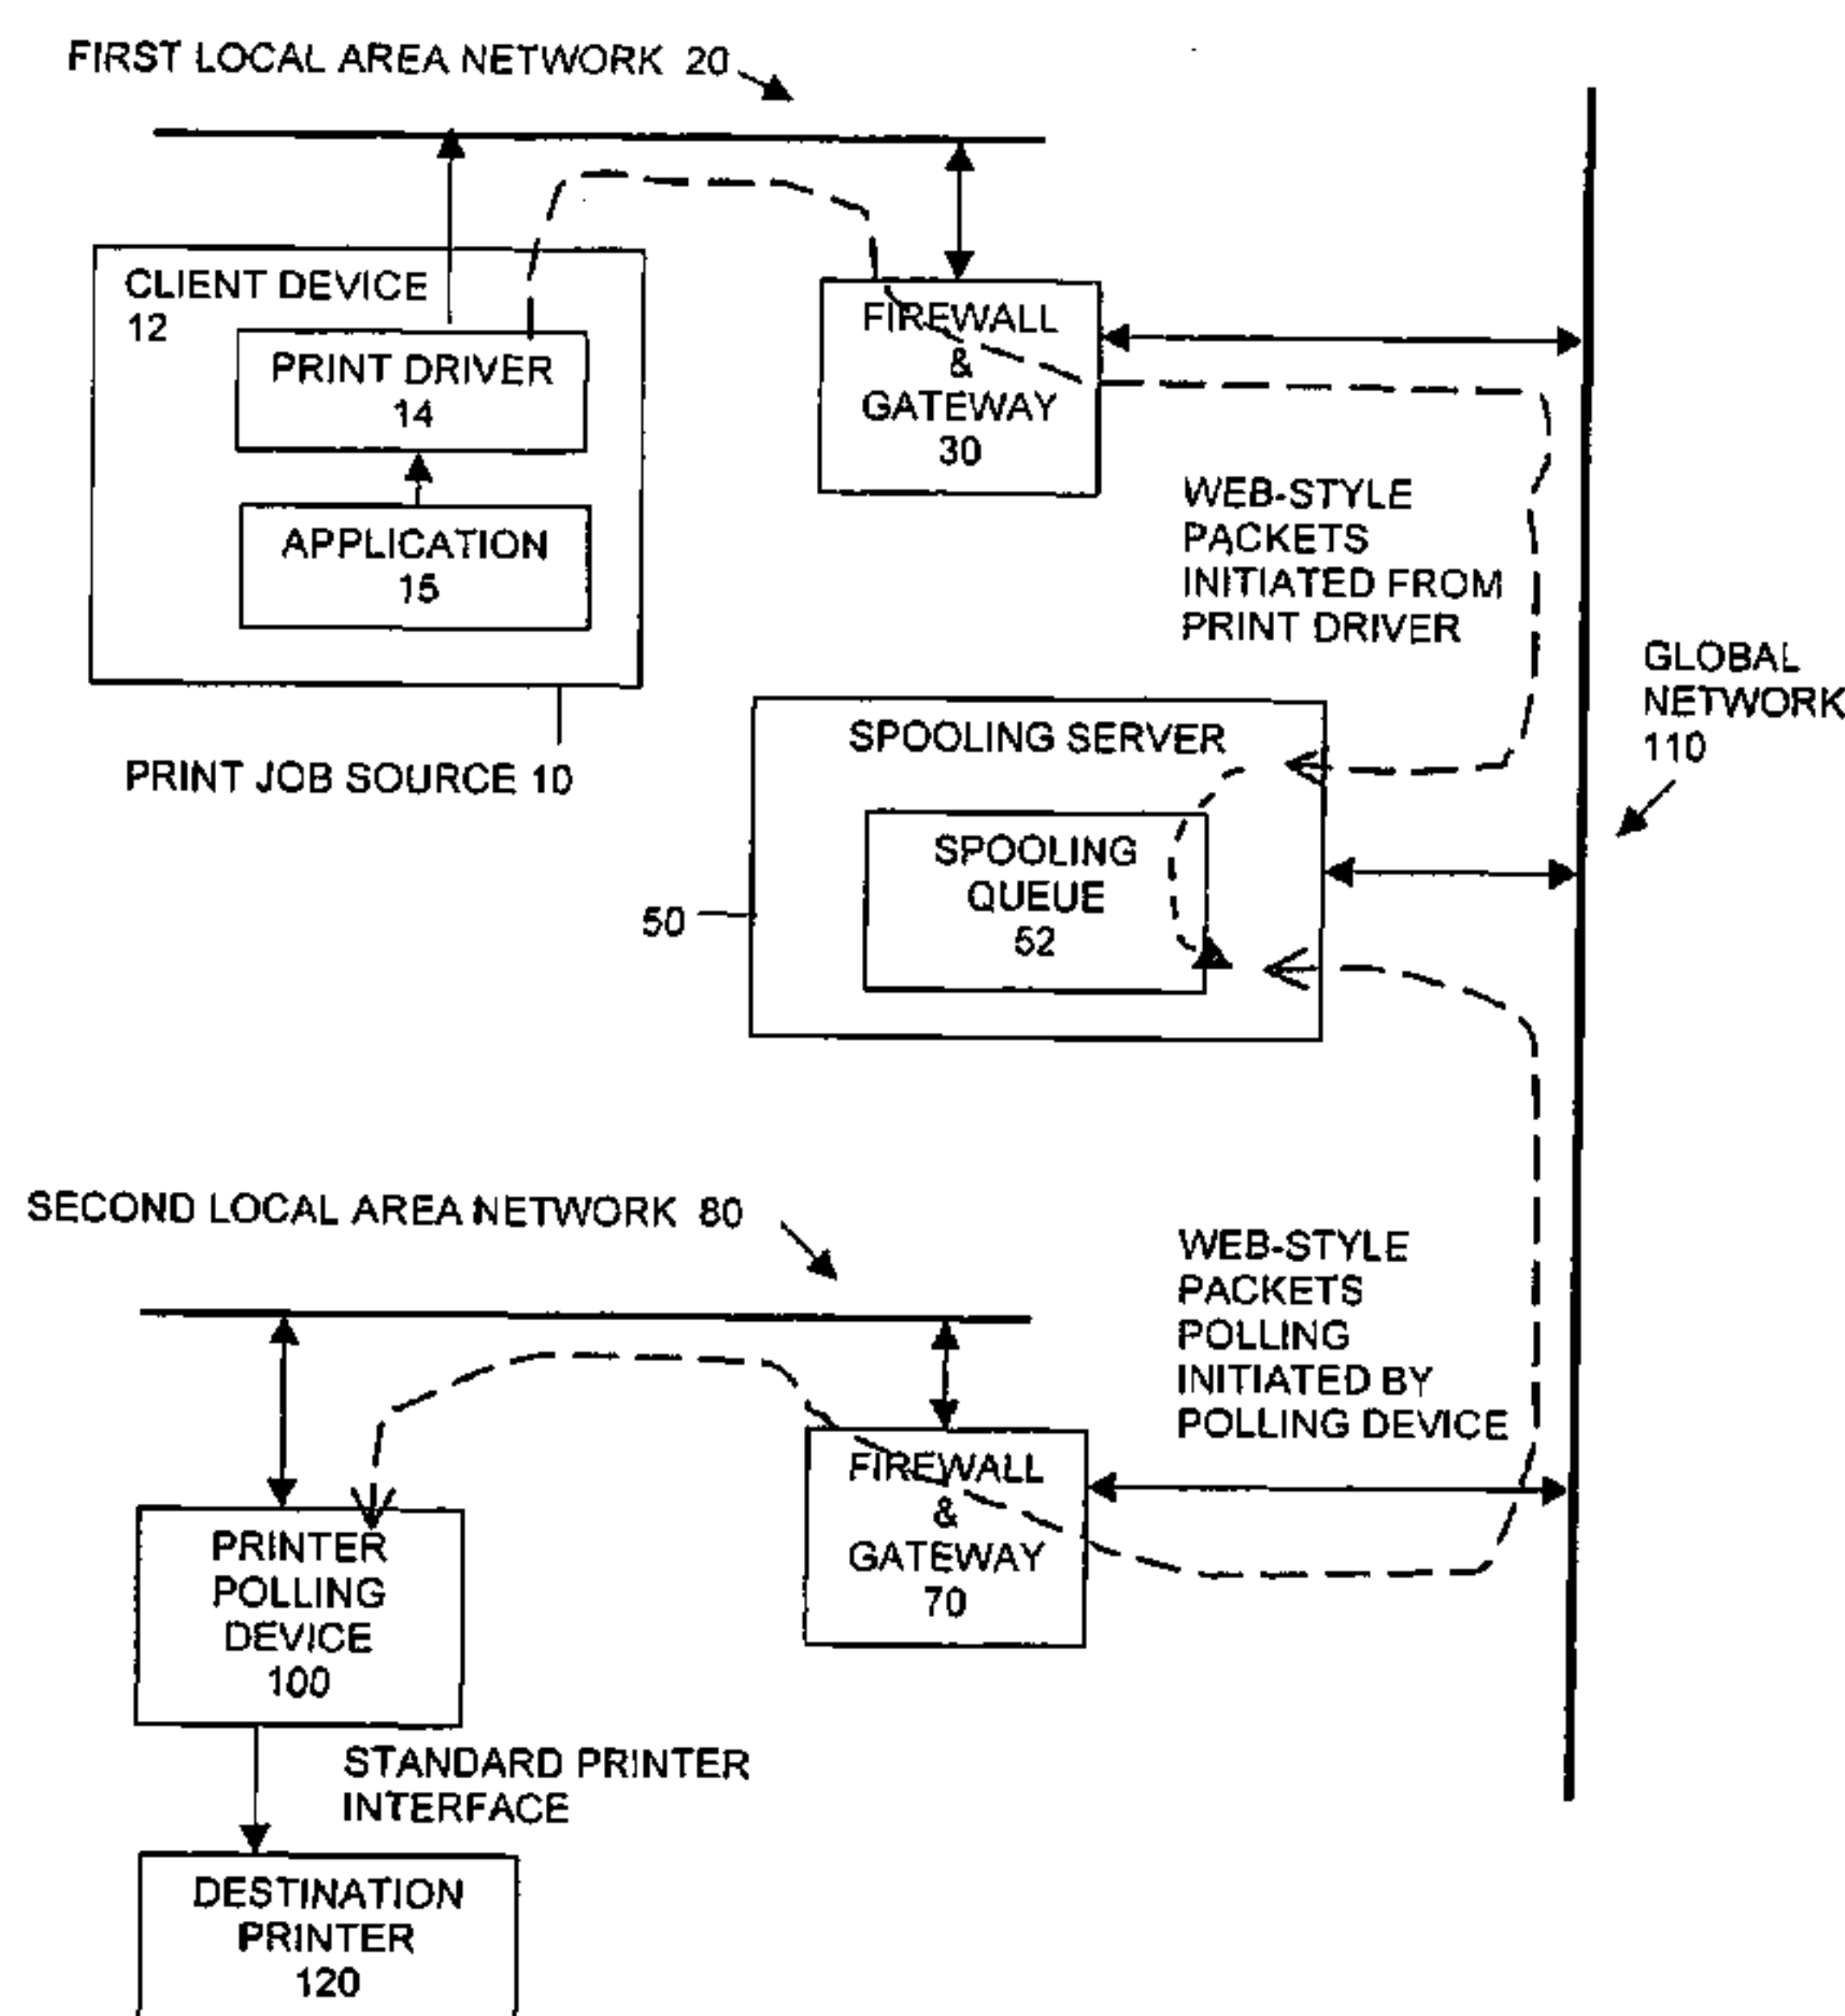 FIRST LOCAL AREA NETWORK 20
CLIENT DEVICE
12
PRINT DRIVER
14
APPLICATION
15
PRINT JOB SOURCE 10
FIREWALL
&
GATEWAY
30
WEB-STYLE
PACKETS
INITIATED FROM
PRINT DRIVER
GLOBAL
NETWORK
110
SPOOLING SERVER
SPOOLING
QUEUE
52
50
SECOND LOCAL AREA NETWORK 80
WEB-STYLE
PACKETS
POLLING
INITIATED BY
POLLING DEVICE
FIREWALL
&
GATEWAY
70
PRINTER
POLLING
DEVICE
100
STANDARD PRINTER
INTERFACE
DESTINATION
PRINTER
120